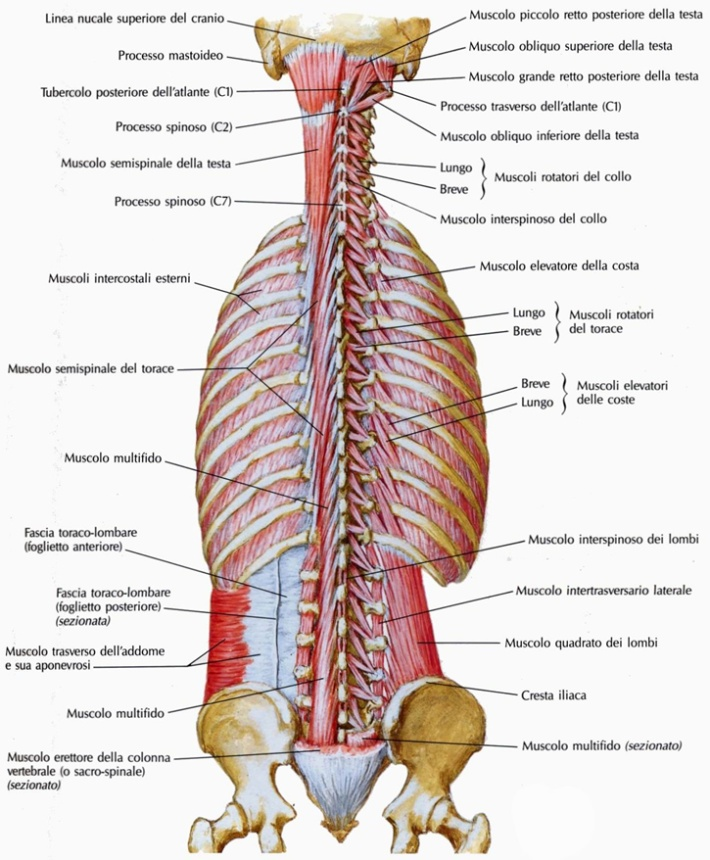 Linea nucale superiore del cranio
Processo mastoideo
Tubercolo posteriore dell'atlante (C1)
Processo spinoso (C2)
Muscolo semispinale della testa
Processo spinoso (C7)
Muscoli intercostali esterni
Muscolo semispinale del torace
Muscolo multifido
Fascia toraco-lombare
(foglietto anteriore)
Fascia toraco-lombare
(foglietto posteriore)
(sezionata)
Muscolo trasverso dell'addome
e sua aponevrosi
Muscolo multifido
Muscolo erettore della colonna
vertebrale (o sacro-spinale)
(sezionato)
Muscolo piccolo retto posteriore della testa
Muscolo obliquo superiore della testa
Muscolo grande retto posteriore della testa
Processo trasverso dell'atlante (C1)
Muscolo obliquo inferiore della testa
Lungo
Breve
Muscoli rotatori del collo
Muscolo interspinoso del collo
Muscolo elevatore della costa
Lungo
Breve
Muscoli rotatori
del torace
Breve
Lungo
Muscoli elevatori
delle coste
Muscolo interspinoso dei lombi
Muscolo intertrasversario laterale
Muscolo quadrato dei lombi
Cresta iliaca
Muscolo multifido (sezionato)